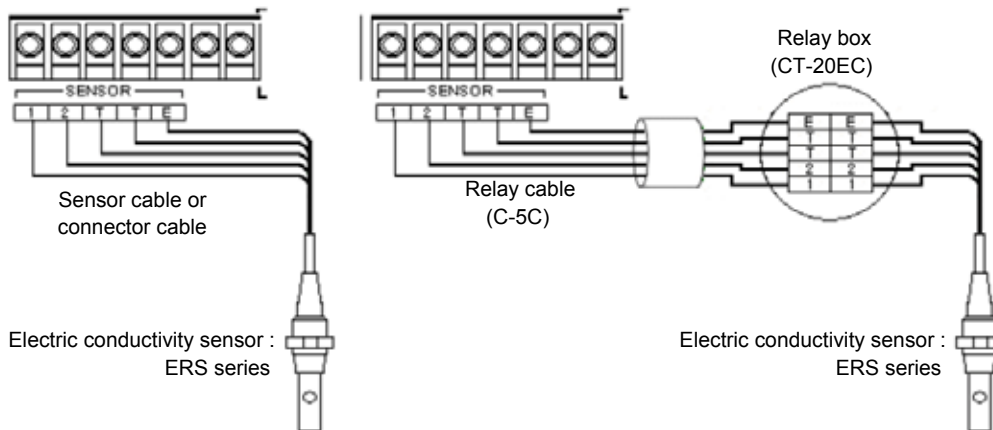 SENSOR
1 2 T T E
Sensor cable or
connector cable
Electric conductivity sensor :
ERS series
SENSOR
1 2 T T E
Relay cable
(C-5C)
Relay box
(CT-20EC)
E E
T T
T T
2 2
1 1
Electric conductivity sensor :
ERS series